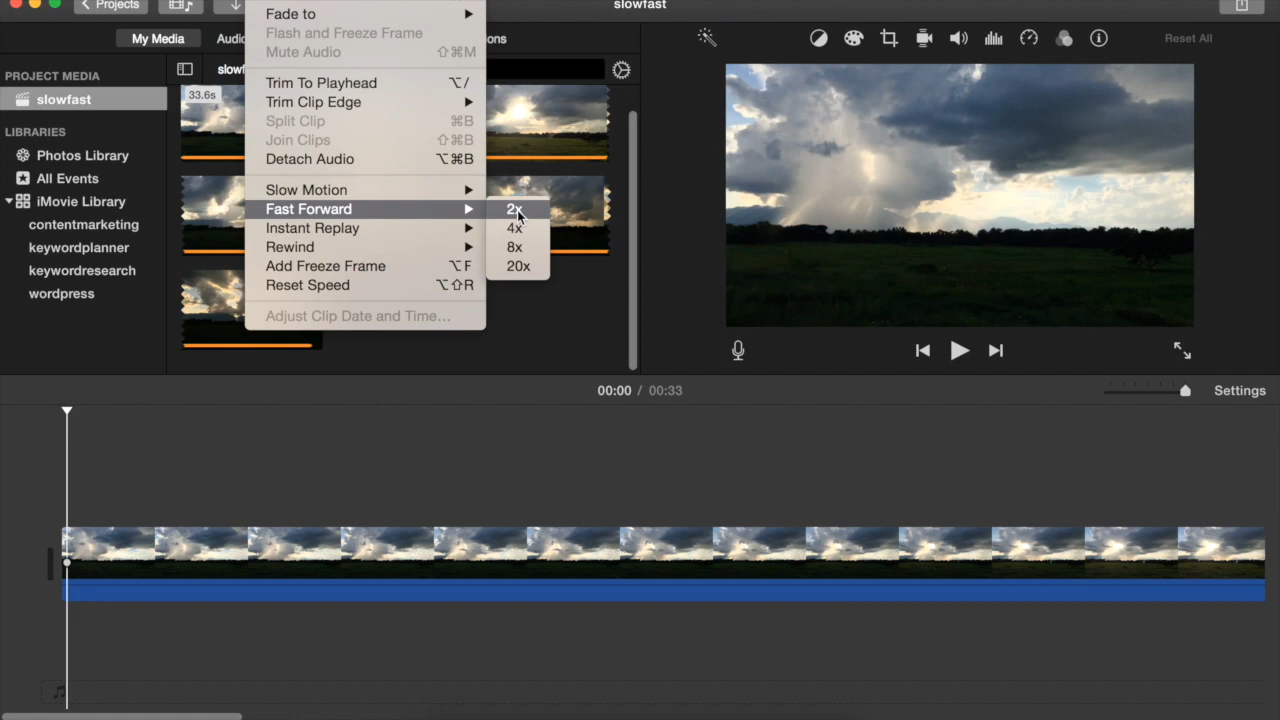 Projects
slowfast
My Media
Audio
ons
Reset All
PROJECT MEDIA
slowfast
LIBRARIES
Photos Library
All Events
iMovie Library
contentmarketing
keywordplanner
keywordresearch
wordpress
slowf
33.6s
Fade to
Flash and Freeze Frame
Mute Audio ⇧⌘M
Trim To Playhead ⌥/
Trim Clip Edge
Split Clip ⌘B
Join Clips ⇧⌘B
Detach Audio ⌥⌘B
Slow Motion
Fast Forward
Instant Replay
Rewind
Add Freeze Frame ⌥F
Reset Speed ⌥⇧R
Adjust Clip Date and Time…
2x
4x
8x
20x
00:00 / 00:33
Settings